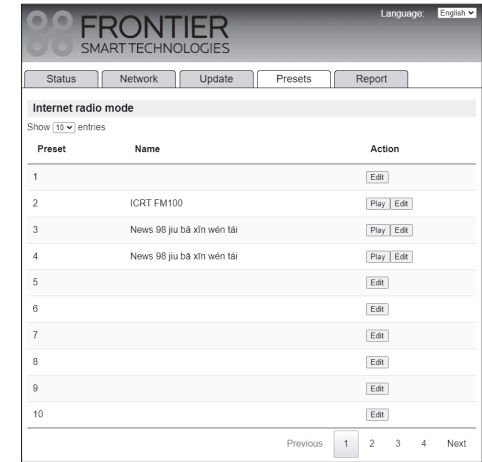 Language: English
FRONTIER
SMART TECHNOLOGIES
Status Network Update Presets Report
Internet radio mode
Show 10 entries
Preset Name Action
1 Edit
2 ICRT FM100 Play Edit
3 News 98 jiu bā xīn wén tái Play Edit
4 News 98 jiu bā xīn wén tái Play Edit
5 Edit
6 Edit
7 Edit
8 Edit
9 Edit
10 Edit
Previous 1 2 3 4 Next